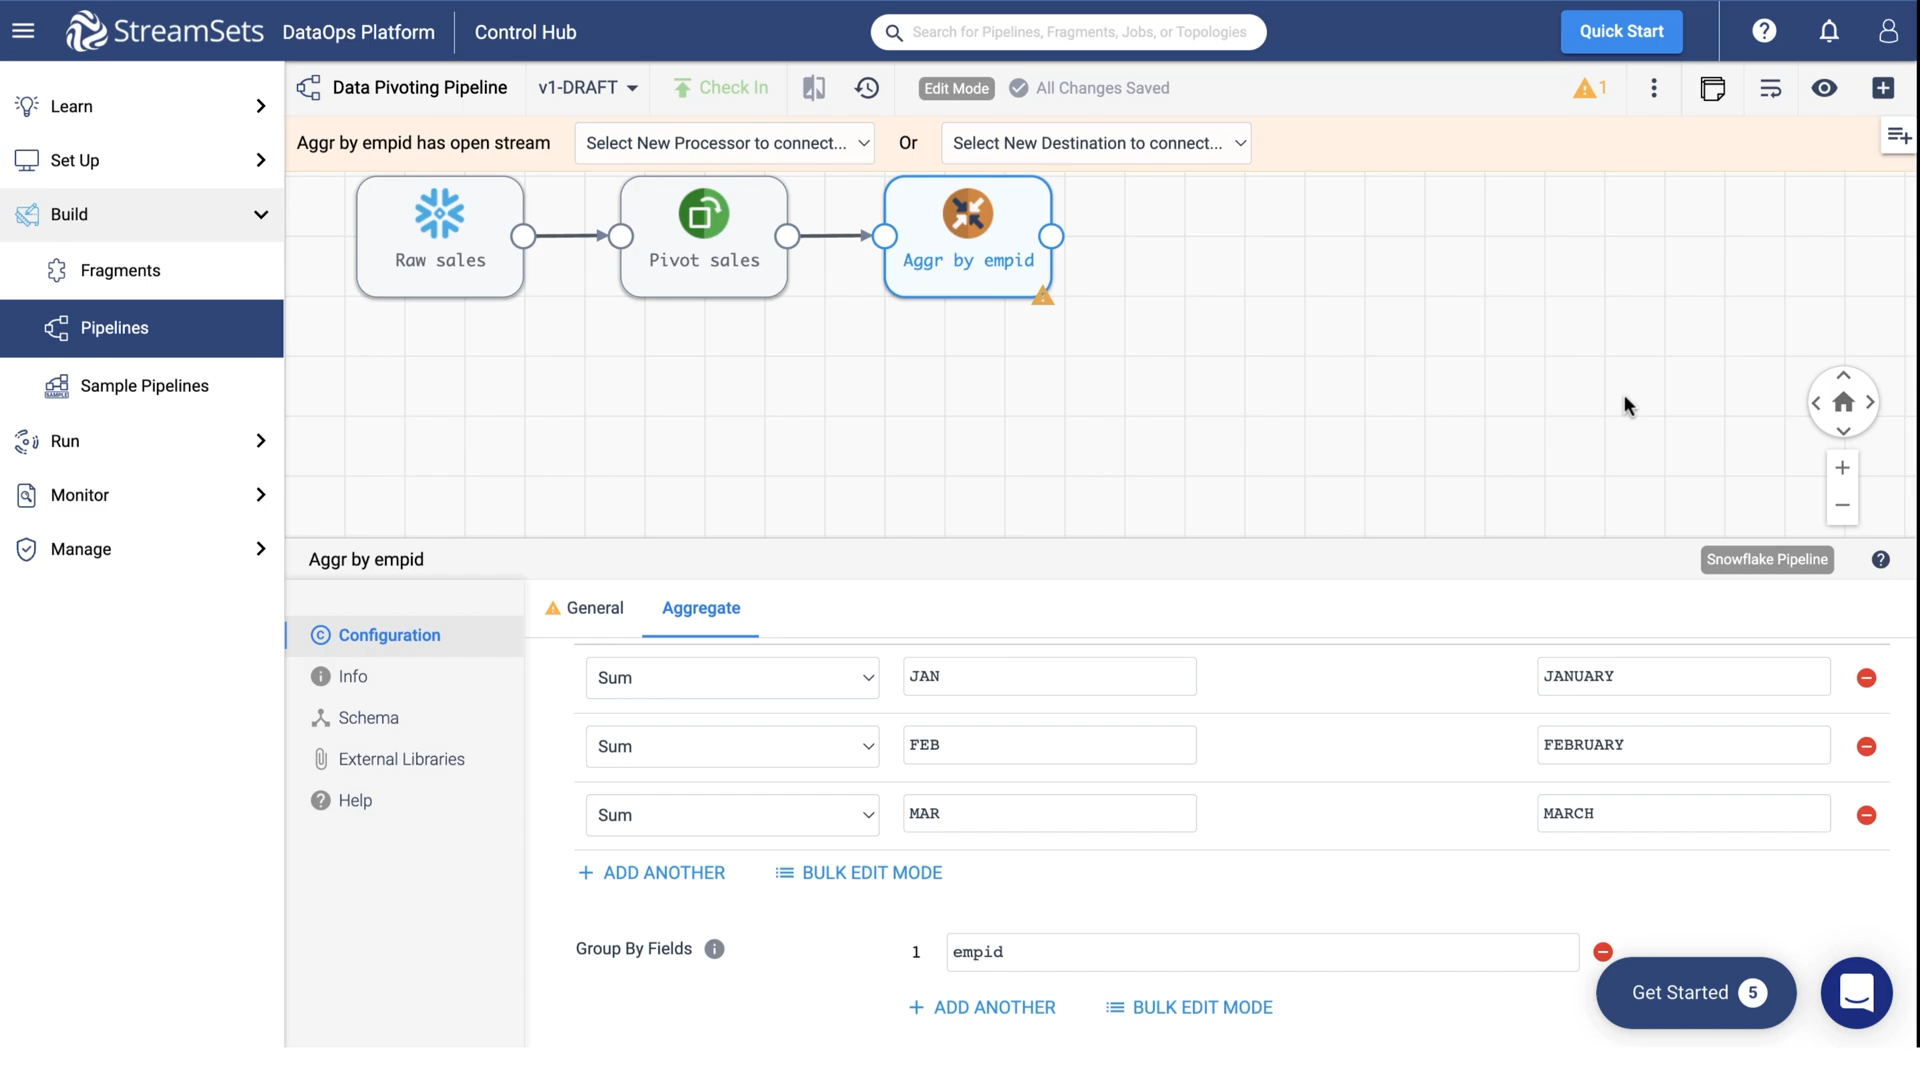 StreamSets DataOps Platform Control Hub
Search for Pipelines, Fragments, Jobs, or Topologies
Quick Start
Learn
Set Up
Build
Fragments
Pipelines
Sample Pipelines
SAMPLE
Run
Monitor
Manage
Data Pivoting Pipeline
v1-DRAFT
Check In
Edit Mode
All Changes Saved
1
Aggr by empid has open stream
Select New Processor to connect...
Or
Select New Destination to connect...
Raw sales
Pivot sales
Aggr by empid
Aggr by empid
Snowflake Pipeline
Configuration
Info
Schema
External Libraries
Help
General
Aggregate
Sum JAN JANUARY
Sum FEB FEBRUARY
Sum MAR MARCH
+ ADD ANOTHER
BULK EDIT MODE
Group By Fields
1 empid
+ ADD ANOTHER
BULK EDIT MODE
Get Started 5